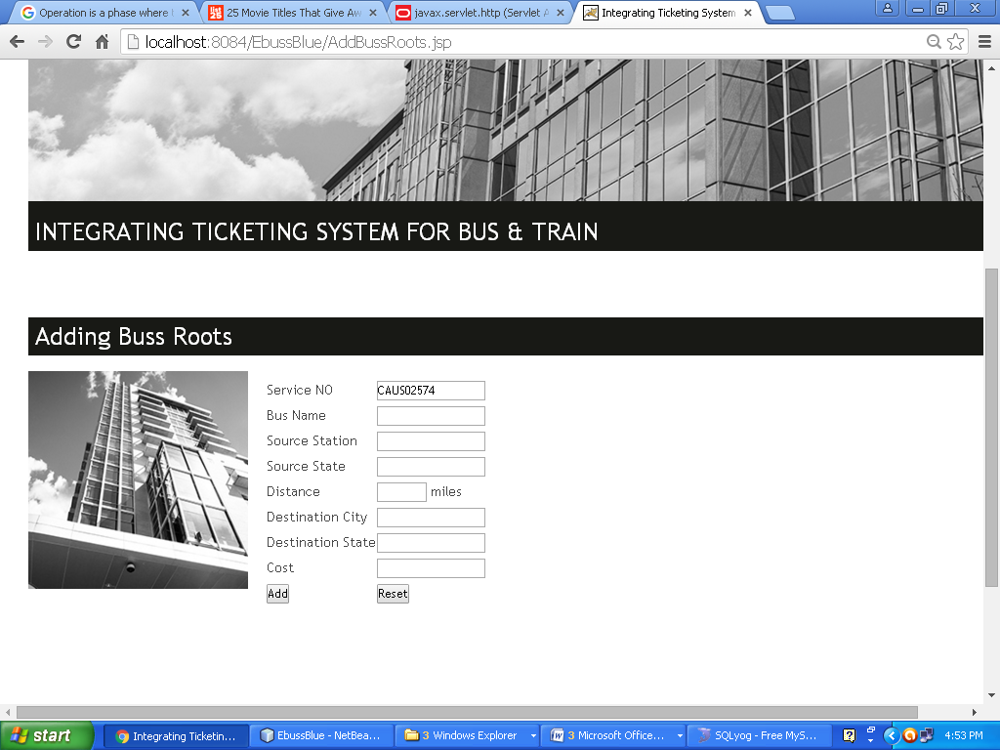 Operation is a phase where
25 Movie Titles That Give Aw
javax.servlet.http (Servlet A
Integrating Ticketing System
localhost:8084/EbussBlue/AddBussRoots.jsp
INTEGRATING TICKETING SYSTEM FOR BUS & TRAIN
Adding Buss Roots
Service NO CAUS02574
Bus Name
Source Station
Source State
Distance miles
Destination City
Destination State
Cost
Add Reset
start Integrating Ticketin... EbussBlue - NetBea... 3 Windows Explorer 3 Microsoft Office... SQLyog - Free MyS... 4:53 PM